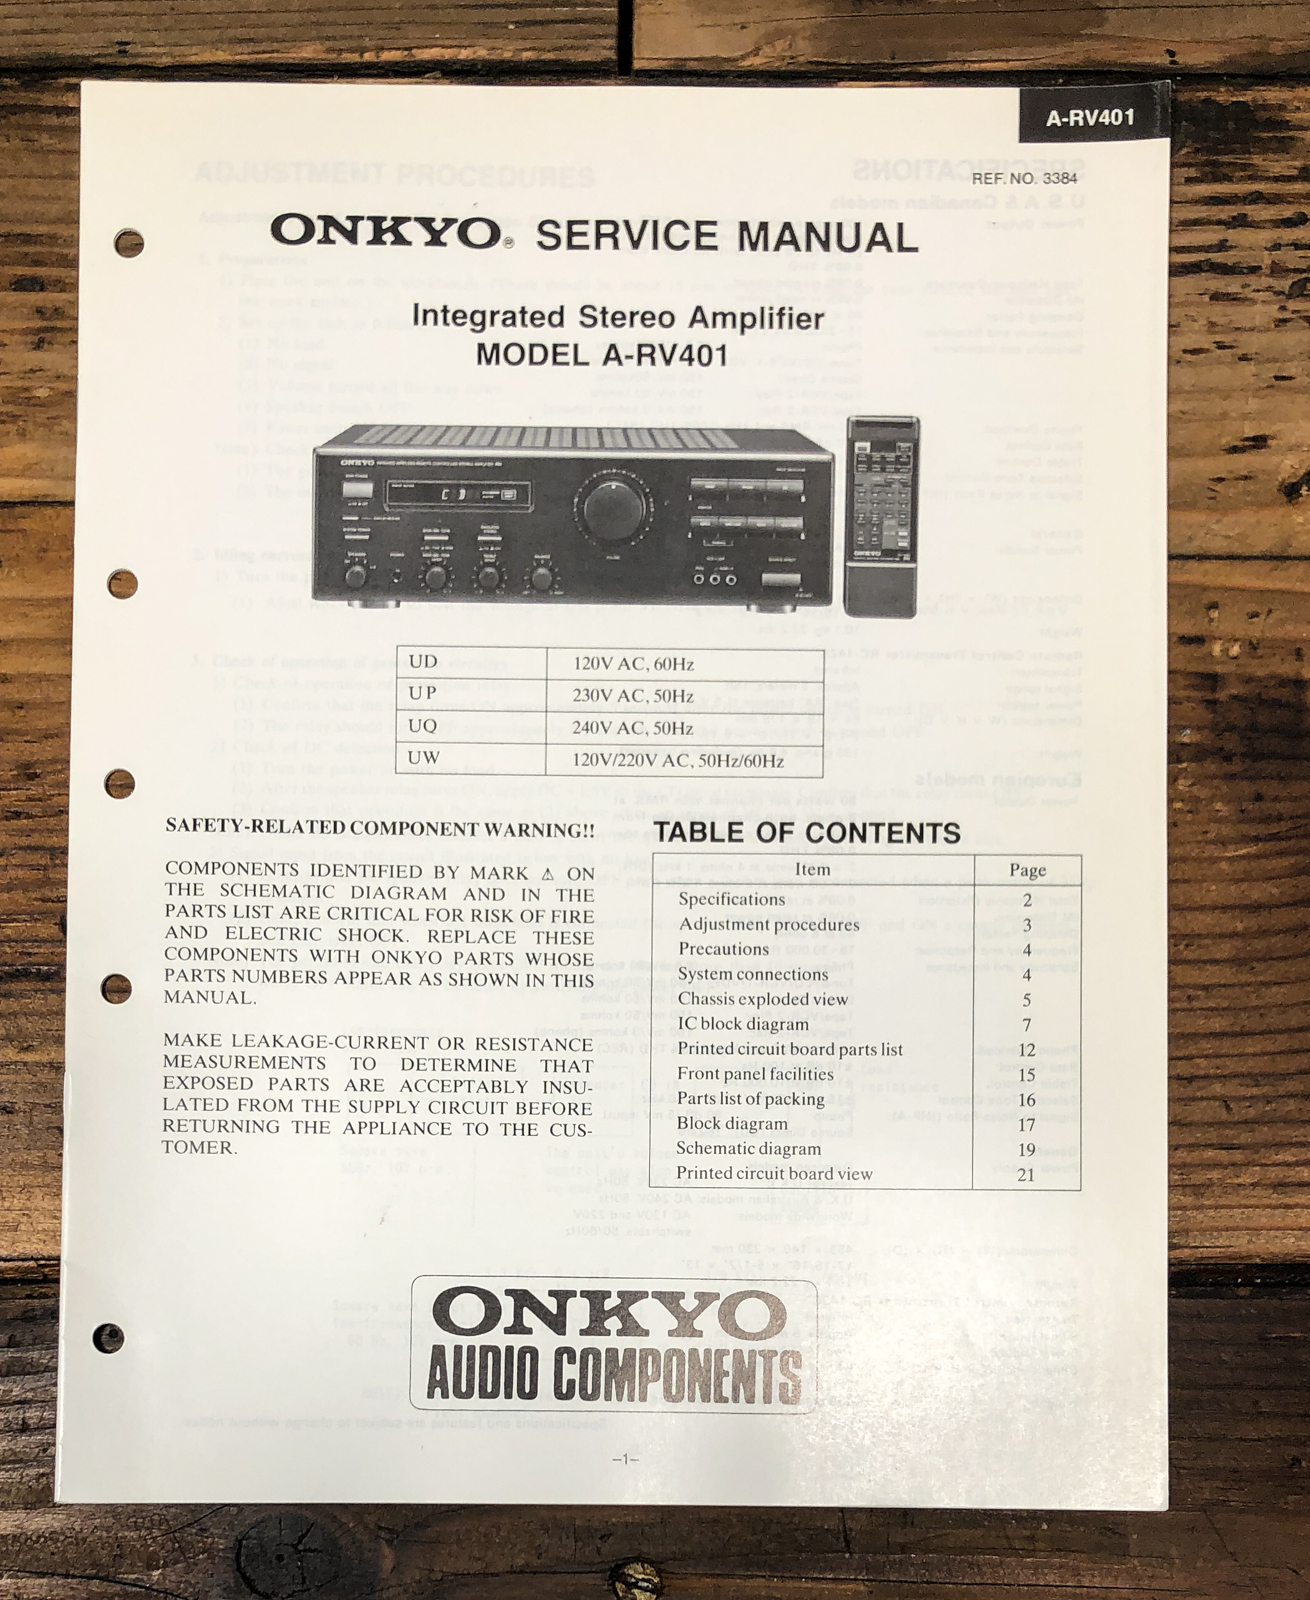 A-RV401
REF. NO. 3384
ONKYO® SERVICE MANUAL
Integrated Stereo Amplifier
MODEL A-RV401
ONKYO
CD
ONKYO
UD 120V AC, 60Hz
UP 230V AC, 50Hz
UQ 240V AC, 50Hz
UW 120V/220V AC, 50Hz/60Hz
SAFETY-RELATED COMPONENT WARNING!!
COMPONENTS IDENTIFIED BY MARK ⚠ ON
THE SCHEMATIC DIAGRAM AND IN THE
PARTS LIST ARE CRITICAL FOR RISK OF FIRE
AND ELECTRIC SHOCK. REPLACE THESE
COMPONENTS WITH ONKYO PARTS WHOSE
PARTS NUMBERS APPEAR AS SHOWN IN THIS
MANUAL.
MAKE LEAKAGE-CURRENT OR RESISTANCE
MEASUREMENTS TO DETERMINE THAT
EXPOSED PARTS ARE ACCEPTABLY INSU-
LATED FROM THE SUPPLY CIRCUIT BEFORE
RETURNING THE APPLIANCE TO THE CUS-
TOMER.
TABLE OF CONTENTS
Item Page
Specifications 2
Adjustment procedures 3
Precautions 4
System connections 4
Chassis exploded view 5
IC block diagram 7
Printed circuit board parts list 12
Front panel facilities 15
Parts list of packing 16
Block diagram 17
Schematic diagram 19
Printed circuit board view 21
ONKYO
AUDIO COMPONENTS
–1–